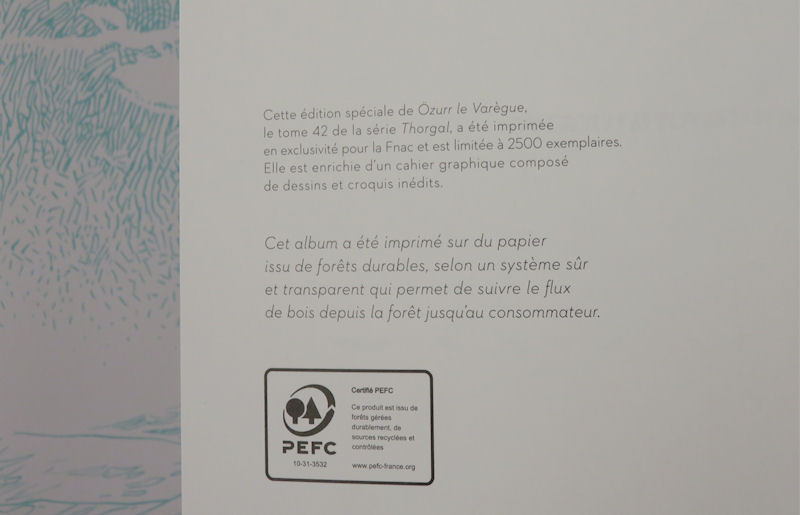 Cette édition spéciale de Özurr le Varègue,
le tome 42 de la série Thorgal, a été imprimée
en exclusivité pour la Fnac et est limitée à 2500 exemplaires.
Elle est enrichie d'un cahier graphique composé
de dessins et croquis inédits.
Cet album a été imprimé sur du papier
issu de forêts durables, selon un système sûr
et transparent qui permet de suivre le flux
de bois depuis la forêt jusqu'au consommateur.
PEFC
10-31-3532
Certifié PEFC
Ce produit est issu de
forêts gérées
durablement, de
sources recyclées et
contrôlées
www.pefc-france.org